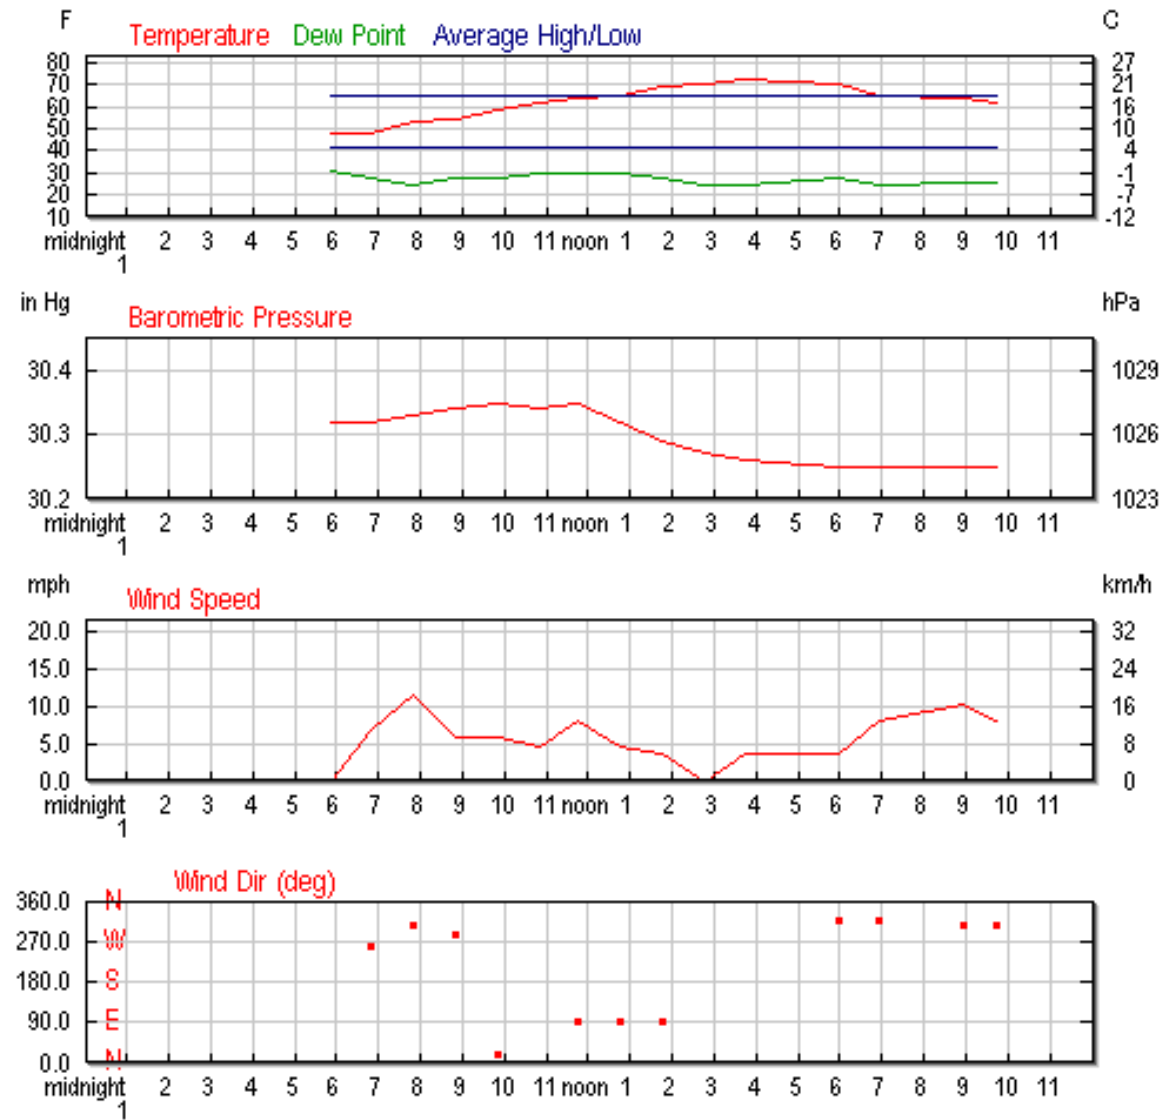 F C
Temperature Dew Point Average High/Low
80 27
70 21
60 16
50 10
40 4
30 -1
20 -7
10 -12
midnight 2 3 4 5 6 7 8 9 10 11 noon 1 2 3 4 5 6 7 8 9 10 11
1
in Hg hPa
Barometric Pressure
30.4 1029
30.3 1026
30.2 1023
midnight 2 3 4 5 6 7 8 9 10 11 noon 1 2 3 4 5 6 7 8 9 10 11
1
mph km/h
Wind Speed
20.0 32
15.0 24
10.0 16
5.0 8
0.0 0
midnight 2 3 4 5 6 7 8 9 10 11 noon 1 2 3 4 5 6 7 8 9 10 11
1
Wind Dir (deg)
360.0 N
270.0 W
180.0 S
90.0 E
0.0 N
midnight 2 3 4 5 6 7 8 9 10 11 noon 1 2 3 4 5 6 7 8 9 10 11
1